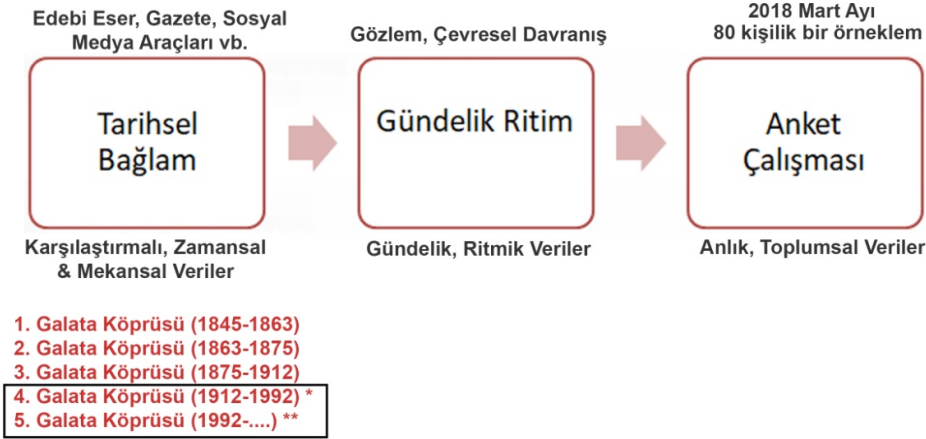 Edebi Eser, Gazete, Sosyal
Medya Araçları vb.
Tarihsel
Bağlam
Karşılaştırmalı, Zamansal
& Mekansal Veriler
Gözlem, Çevresel Davranış
Gündelik Ritim
Gündelik, Ritmik Veriler
2018 Mart Ayı
80 kişilik bir örneklem
Anket
Çalışması
Anlık, Toplumsal Veriler
1. Galata Köprüsü (1845-1863)
2. Galata Köprüsü (1863-1875)
3. Galata Köprüsü (1875-1912)
4. Galata Köprüsü (1912-1992) *
5. Galata Köprüsü (1992-....) **